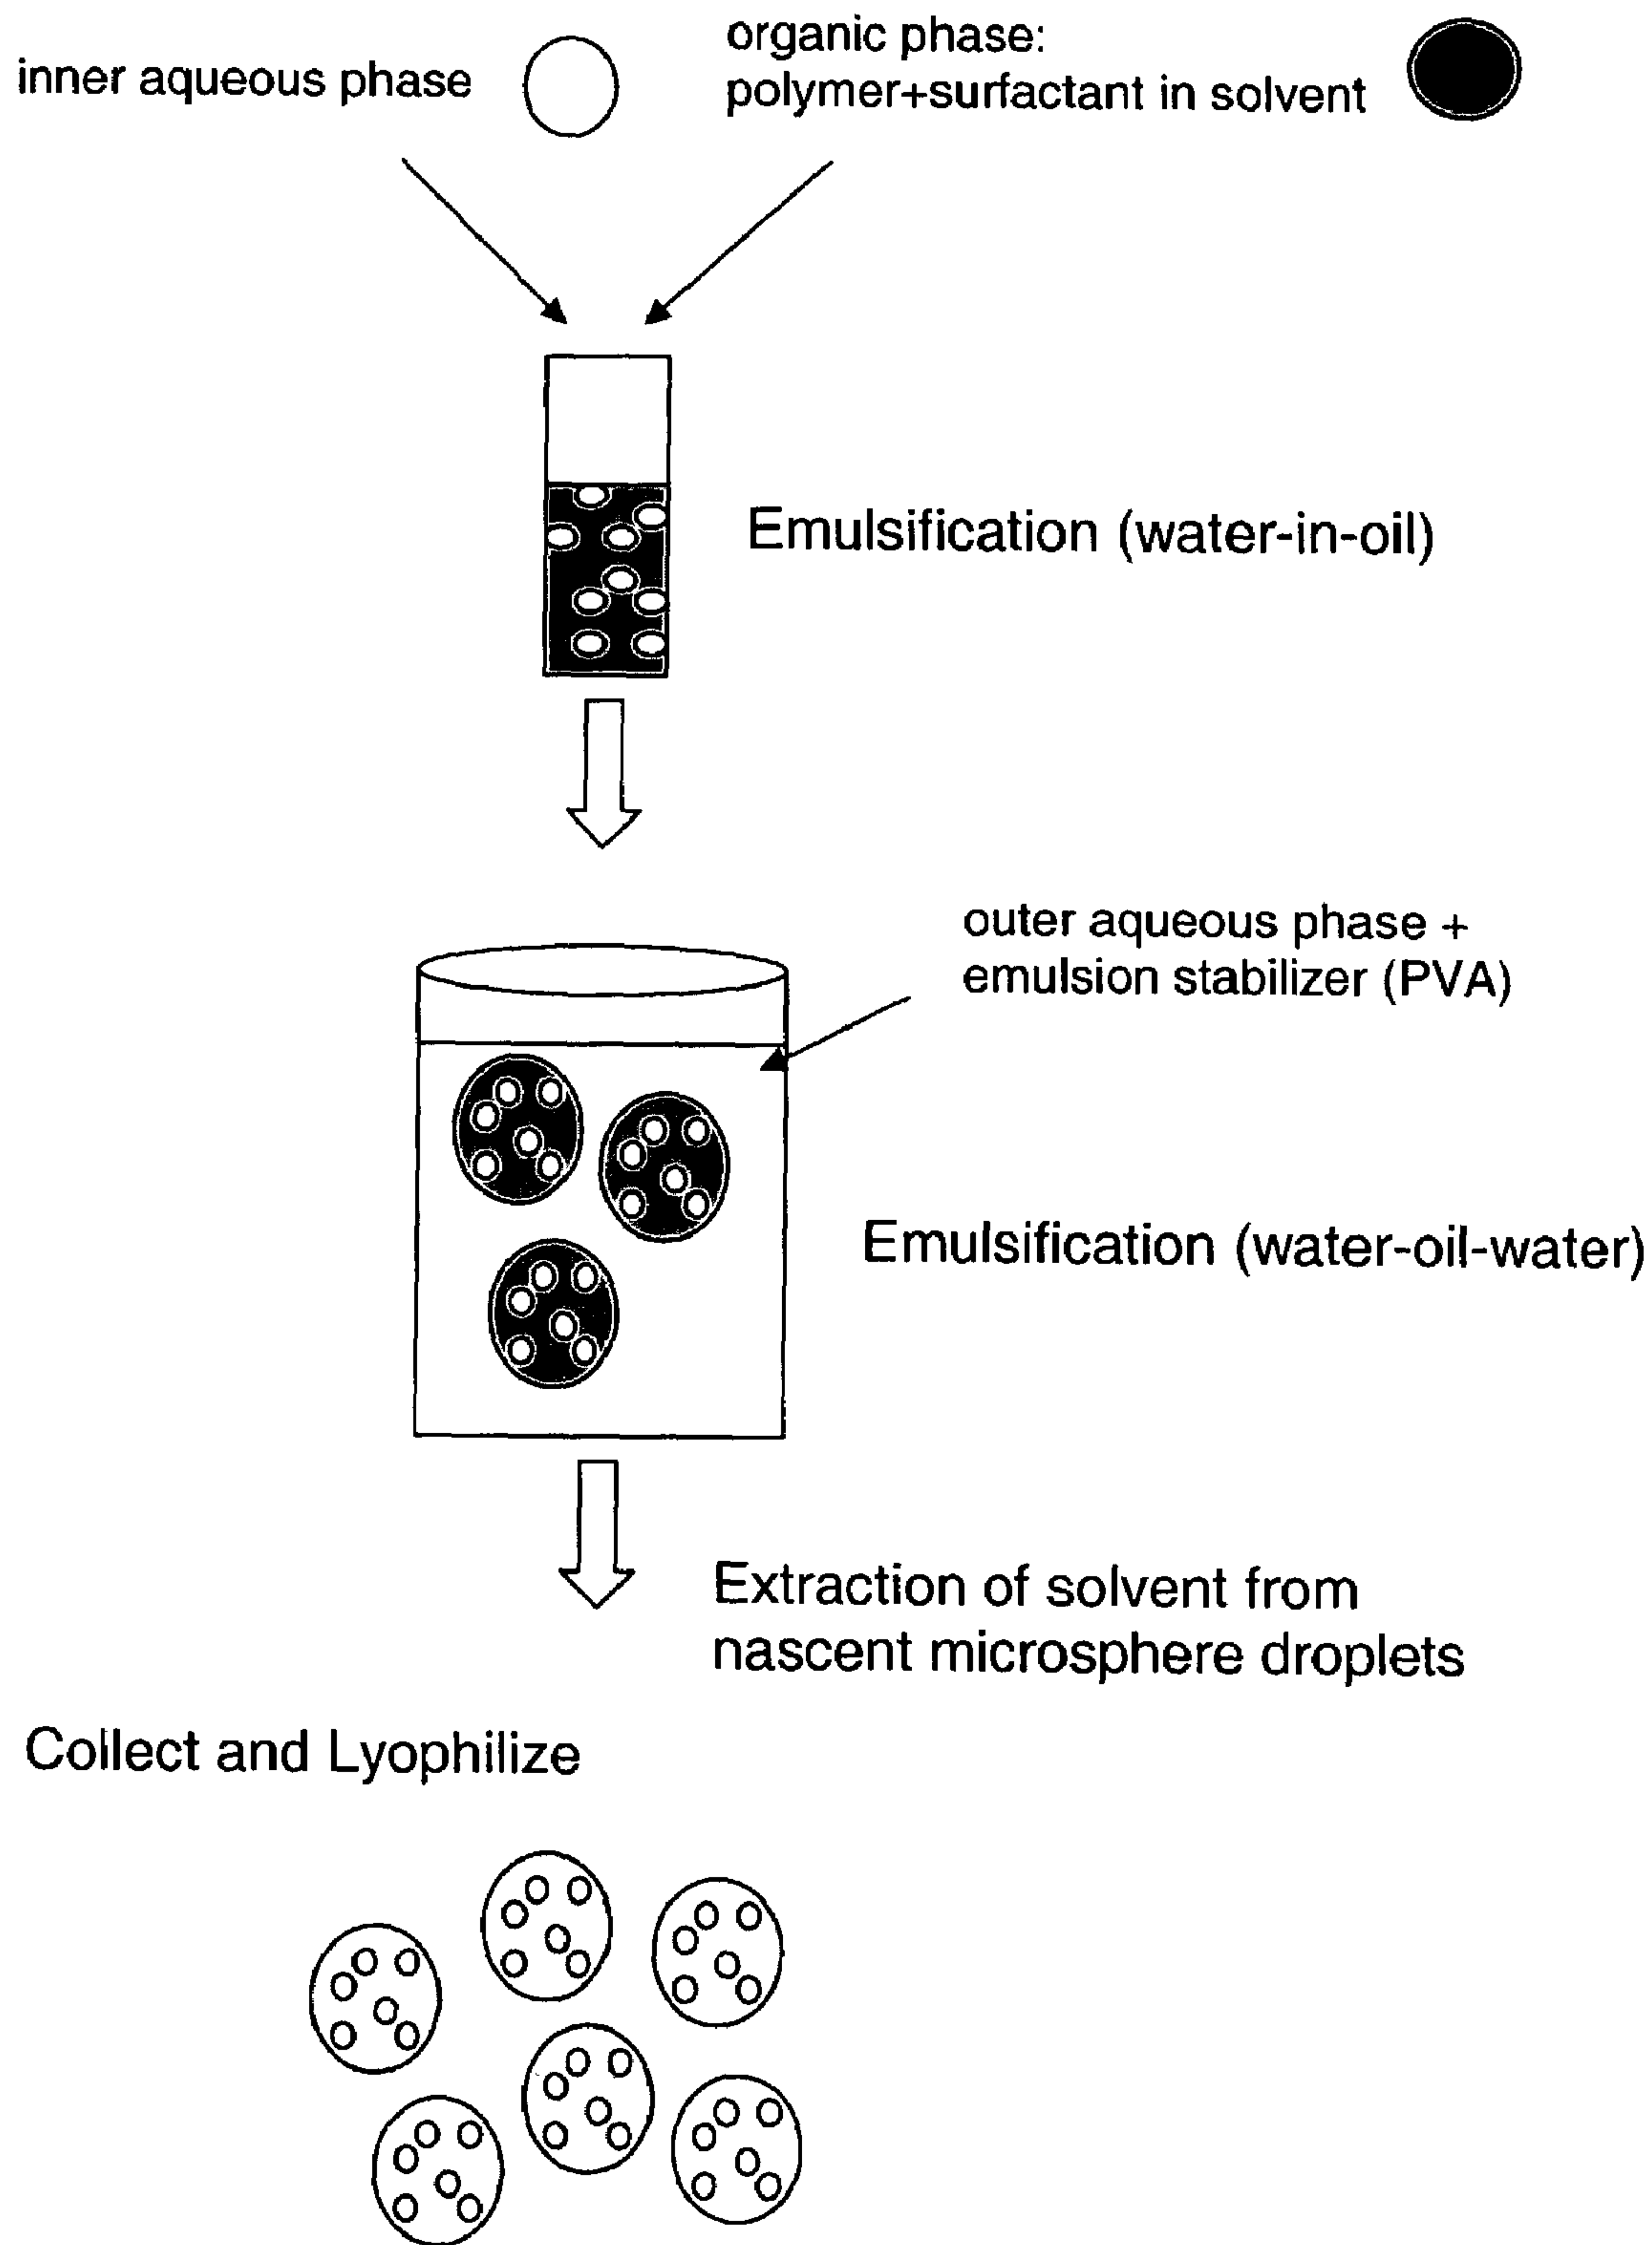 inner aqueous phase
organic phase:
polymer+surfactant in solvent
Emulsification (water-in-oil)
outer aqueous phase +
emulsion stabilizer (PVA)
Emulsification (water-oil-water)
Extraction of solvent from
nascent microsphere droplets
Collect and Lyophilize